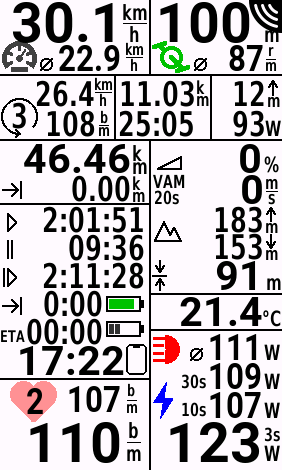 30.1 km/h
⌀ 22.9 km/h
100 m
⌀ 87 r/m
3 26.4 km/h
108 b/m
11.03 km
25:05
12 m
93W
46.46 km
0.00 km
2:01:51
09:36
2:11:28
0:00
ETA 00:00
17:22
2 107 b/m
110 b/m
0 %
VAM 20s 0 m/s
183 m
153 m
91 m
21.4 °C
⌀ 111 W
30s 109 W
10s 107 W
123 3s W